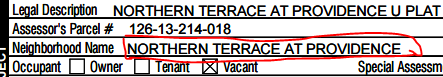 Legal Description NORTHERN TERRACE AT PROVIDENCE U PLAT
Assessor's Parcel # 126-13-214-018
Neighborhood Name NORTHERN TERRACE AT PROVIDENCE
Occupant Owner Tenant Vacant Special Assessm